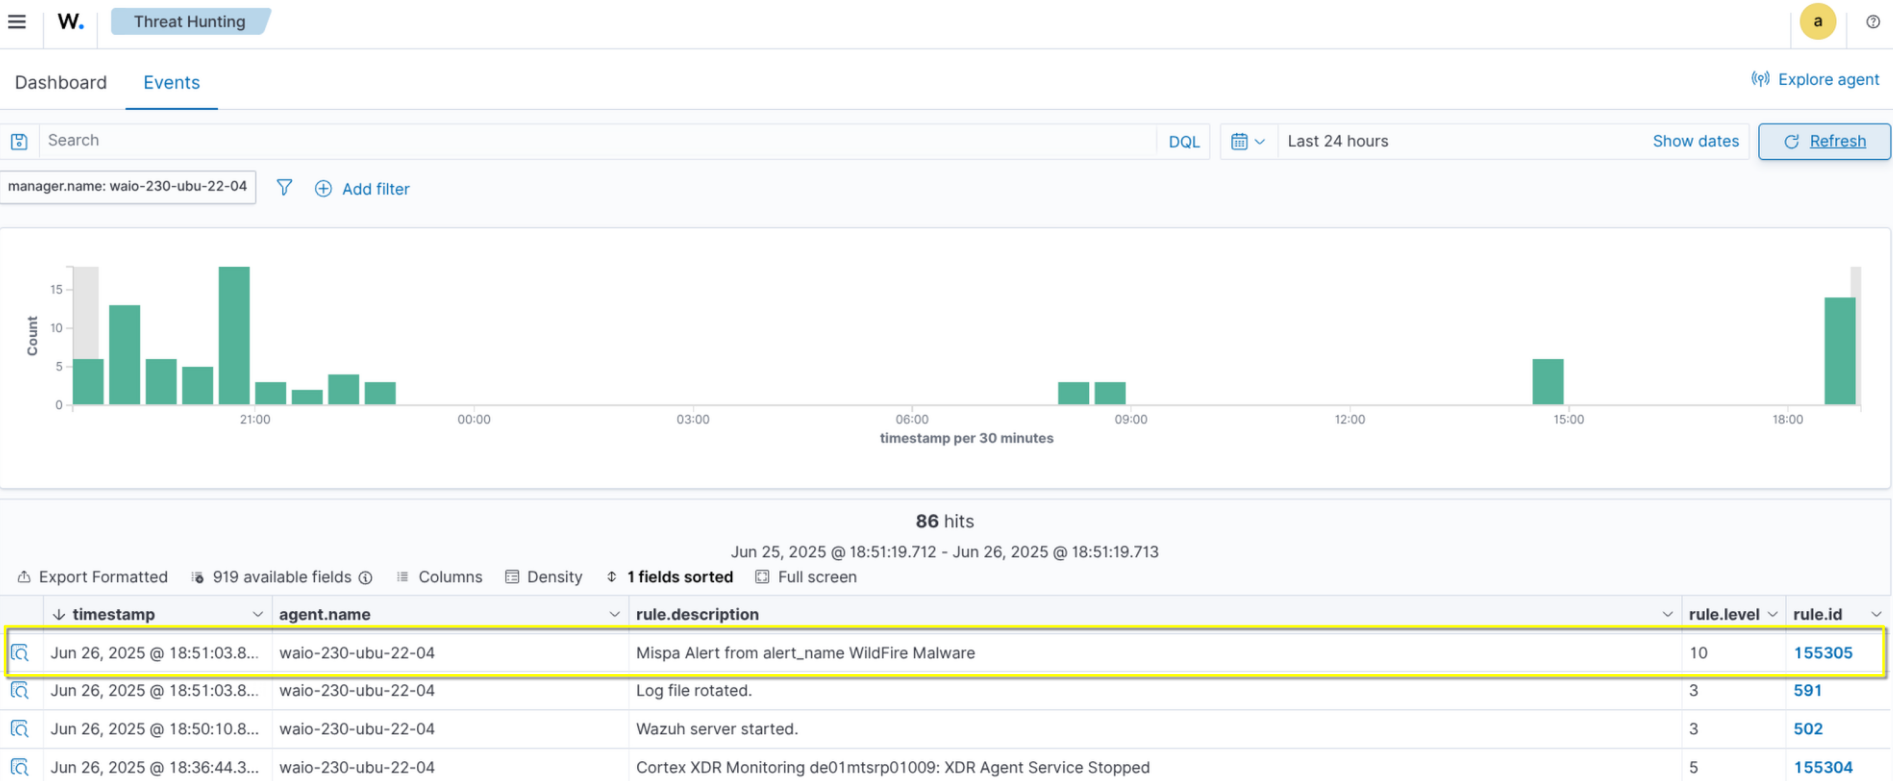 W. Threat Hunting a
Dashboard Events Explore agent
Search DQL Last 24 hours Show dates Refresh
manager.name: waio-230-ubu-22-04 Add filter
Count
15
10
5
0
21:00 00:00 03:00 06:00 09:00 12:00 15:00 18:00
timestamp per 30 minutes
86 hits
Jun 25, 2025 @ 18:51:19.712 - Jun 26, 2025 @ 18:51:19.713
Export Formatted 919 available fields Columns Density 1 fields sorted Full screen
timestamp agent.name rule.description rule.level rule.id
Jun 26, 2025 @ 18:51:03.8... waio-230-ubu-22-04 Mispa Alert from alert_name WildFire Malware 10 155305
Jun 26, 2025 @ 18:51:03.8... waio-230-ubu-22-04 Log file rotated. 3 591
Jun 26, 2025 @ 18:50:10.8... waio-230-ubu-22-04 Wazuh server started. 3 502
Jun 26, 2025 @ 18:36:44.3... waio-230-ubu-22-04 Cortex XDR Monitoring de01mtsrp01009: XDR Agent Service Stopped 5 155304